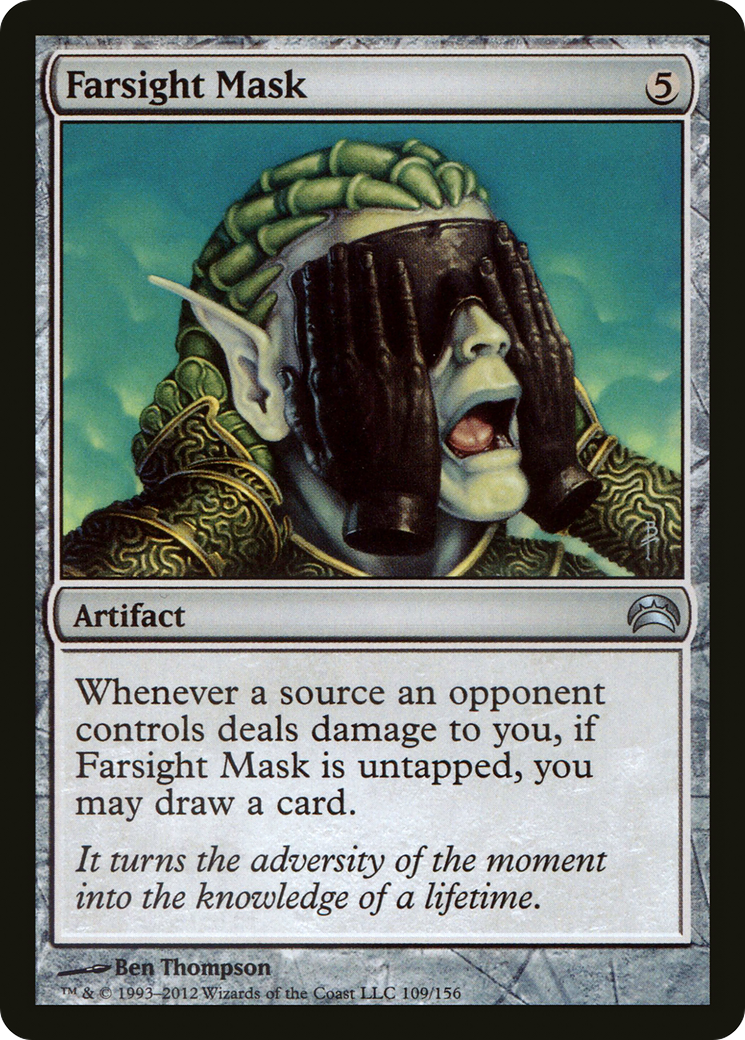 Farsight Mask
5
Artifact
Whenever a source an opponent
controls deals damage to you, if
Farsight Mask is untapped, you
may draw a card.
It turns the adversity of the moment
into the knowledge of a lifetime.
Ben Thompson
™ & © 1993–2012 Wizards of the Coast LLC 109/156